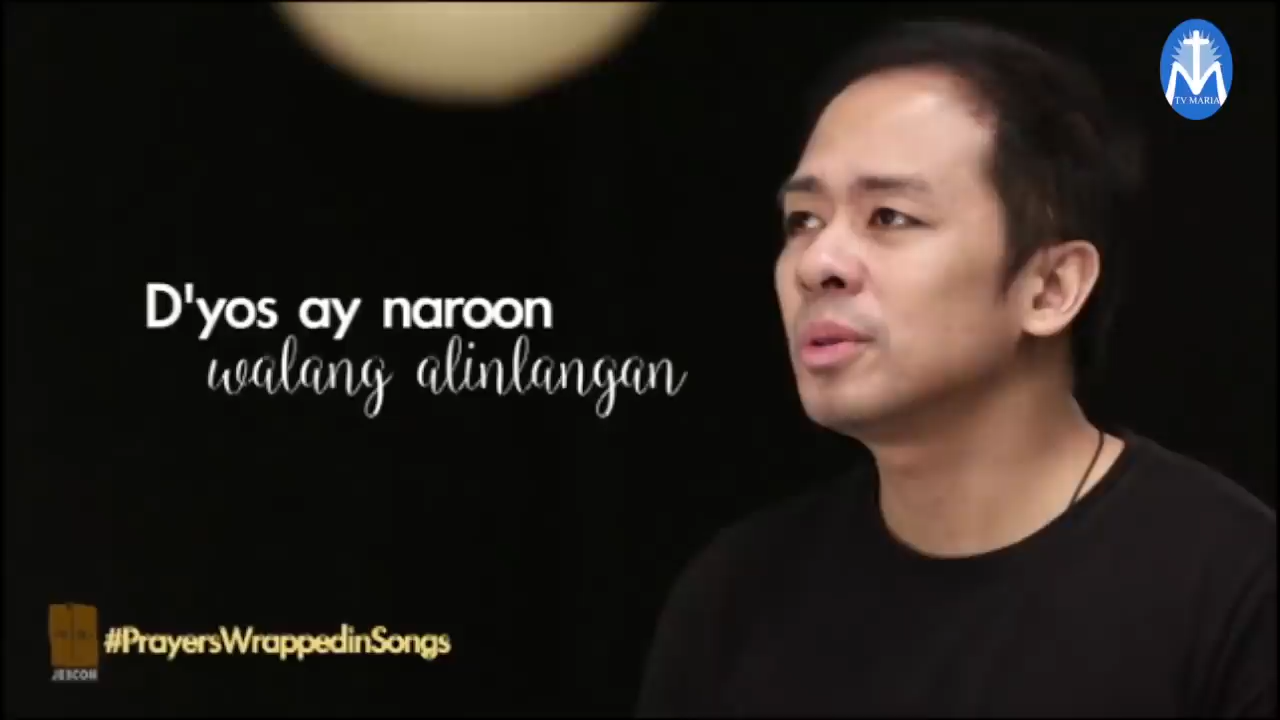 TV MARIA
D'yos ay naroon
walang alinlangan
#PrayersWrappedinSongs
JESCOM